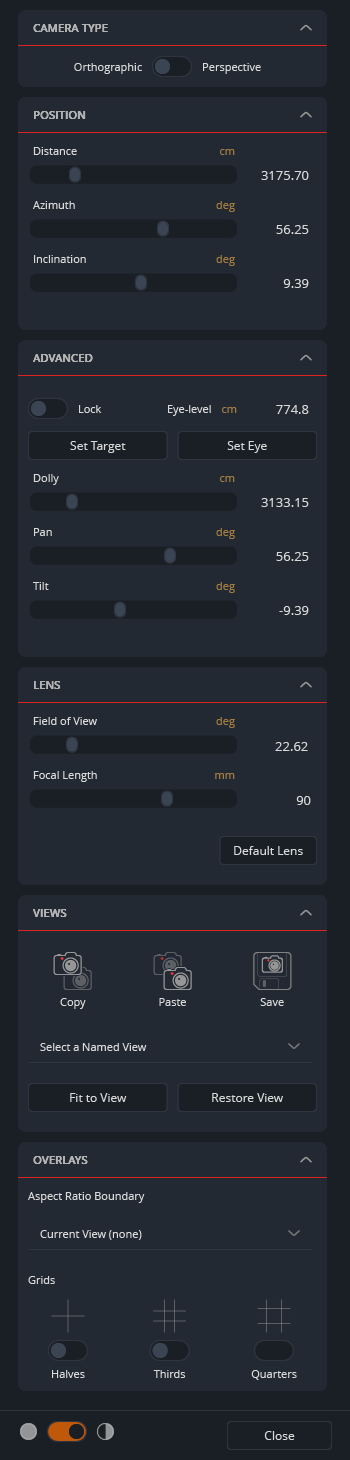 CAMERA TYPE
Orthographic Perspective
POSITION
Distance cm
3175.70
Azimuth deg
56.25
Inclination deg
9.39
ADVANCED
Lock Eye-level cm 774.8
Set Target Set Eye
Dolly cm
3133.15
Pan deg
56.25
Tilt deg
-9.39
LENS
Field of View deg
22.62
Focal Length mm
90
Default Lens
VIEWS
Copy Paste Save
Select a Named View
Fit to View Restore View
OVERLAYS
Aspect Ratio Boundary
Current View (none)
Grids
Halves Thirds Quarters
Close